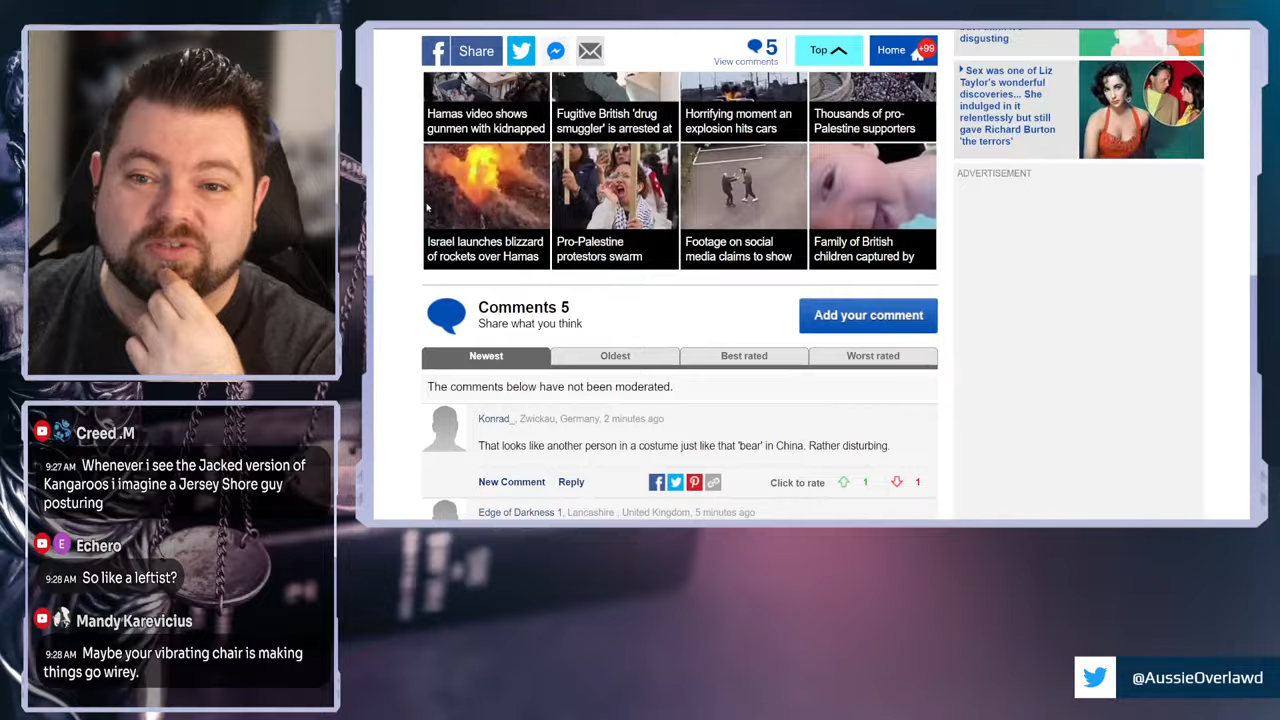 Share
5
View comments
Top
Home
+99
disgusting
Hamas video shows
gunmen with kidnapped
Fugitive British 'drug
smuggler' is arrested at
Horrifying moment an
explosion hits cars
Thousands of pro-
Palestine supporters
Israel launches blizzard
of rockets over Hamas
Pro-Palestine
protestors swarm
Footage on social
media claims to show
Family of British
children captured by
Sex was one of Liz
Taylor's wonderful
discoveries... She
indulged in it
relentlessly but still
gave Richard Burton
'the terrors'
ADVERTISEMENT
Comments 5
Share what you think
Add your comment
Newest
Oldest
Best rated
Worst rated
The comments below have not been moderated.
Konrad_, Zwickau, Germany, 2 minutes ago
That looks like another person in a costume just like that 'bear' in China. Rather disturbing.
New Comment
Reply
Click to rate
1
1
Edge of Darkness 1, Lancashire , United Kingdom, 5 minutes ago
Creed .M
9:27 AM Whenever i see the Jacked version of
Kangaroos i imagine a Jersey Shore guy
posturing
E
Echero
9:28 AM So like a leftist?
Mandy Karevicius
9:28 AM Maybe your vibrating chair is making
things go wirey.
@AussieOverlawd